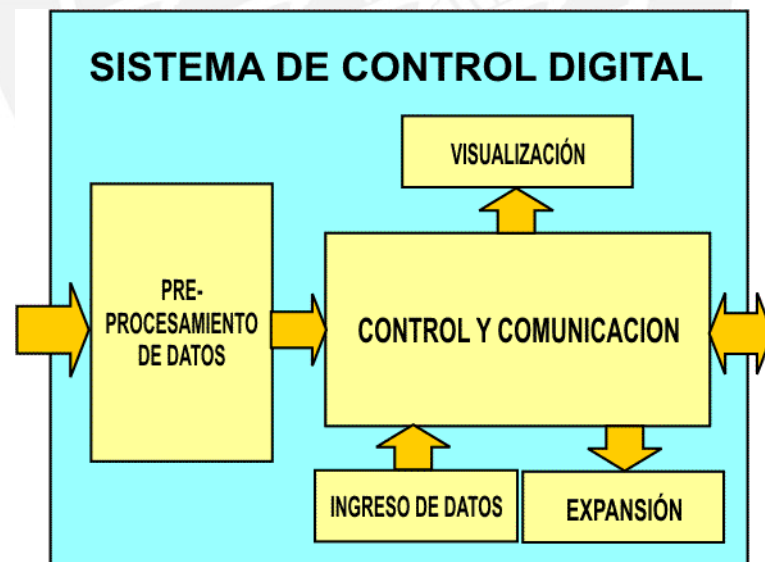 SISTEMA DE CONTROL DIGITAL
VISUALIZACIÓN
PRE-
PROCESAMIENTO
DE DATOS
CONTROL Y COMUNICACION
INGRESO DE DATOS
EXPANSIÓN